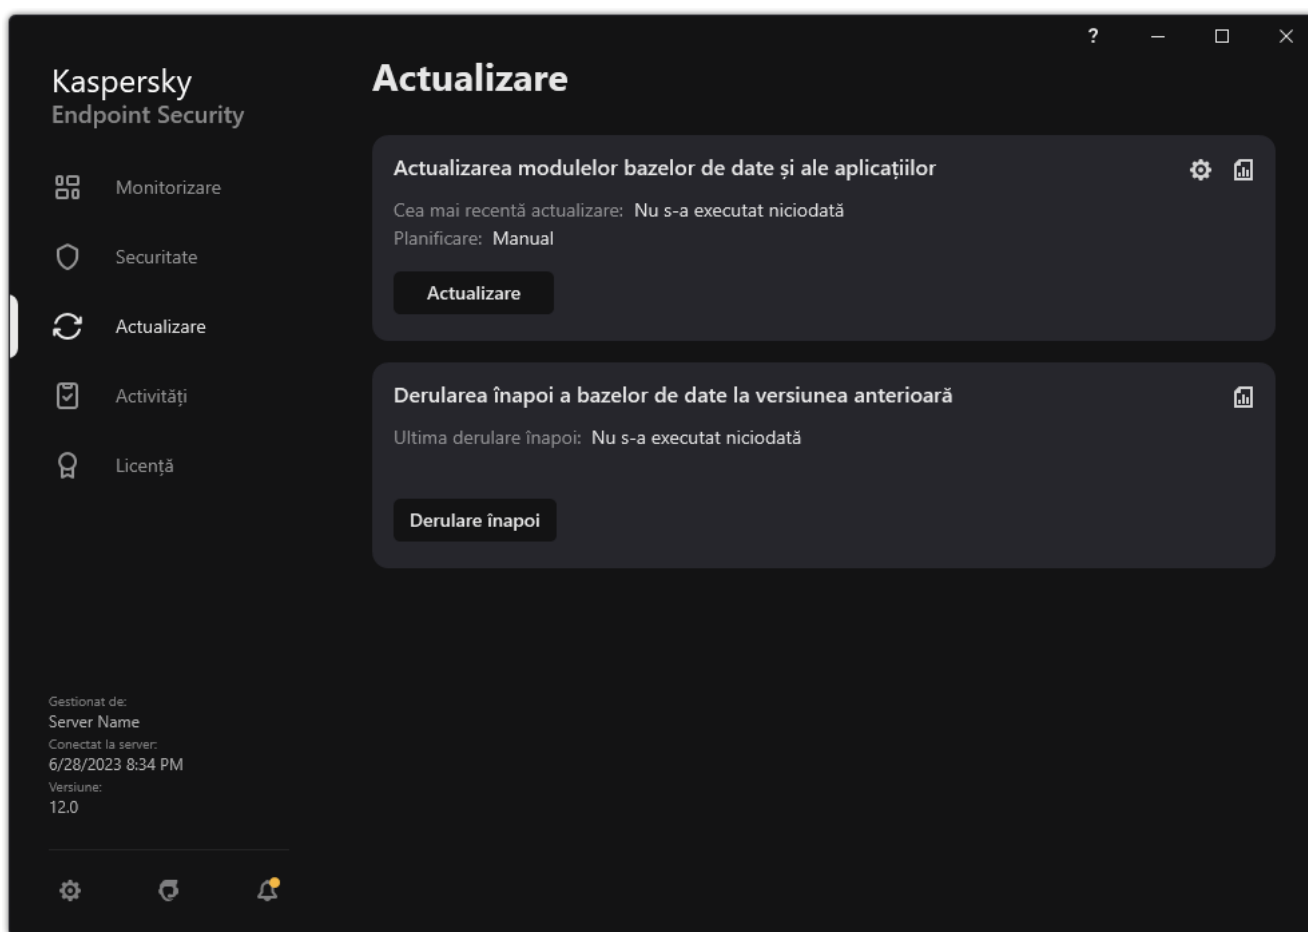 ?
Kaspersky
Endpoint Security
Monitorizare
Securitate
Actualizare
Activități
Licență
Gestionat de:
Server Name
Conectat la server:
6/28/2023 8:34 PM
Versiune:
12.0
Actualizare
Actualizarea modulelor bazelor de date și ale aplicațiilor
Cea mai recentă actualizare: Nu s-a executat niciodată
Planificare: Manual
Actualizare
Derularea înapoi a bazelor de date la versiunea anterioară
Ultima derulare înapoi: Nu s-a executat niciodată
Derulare înapoi